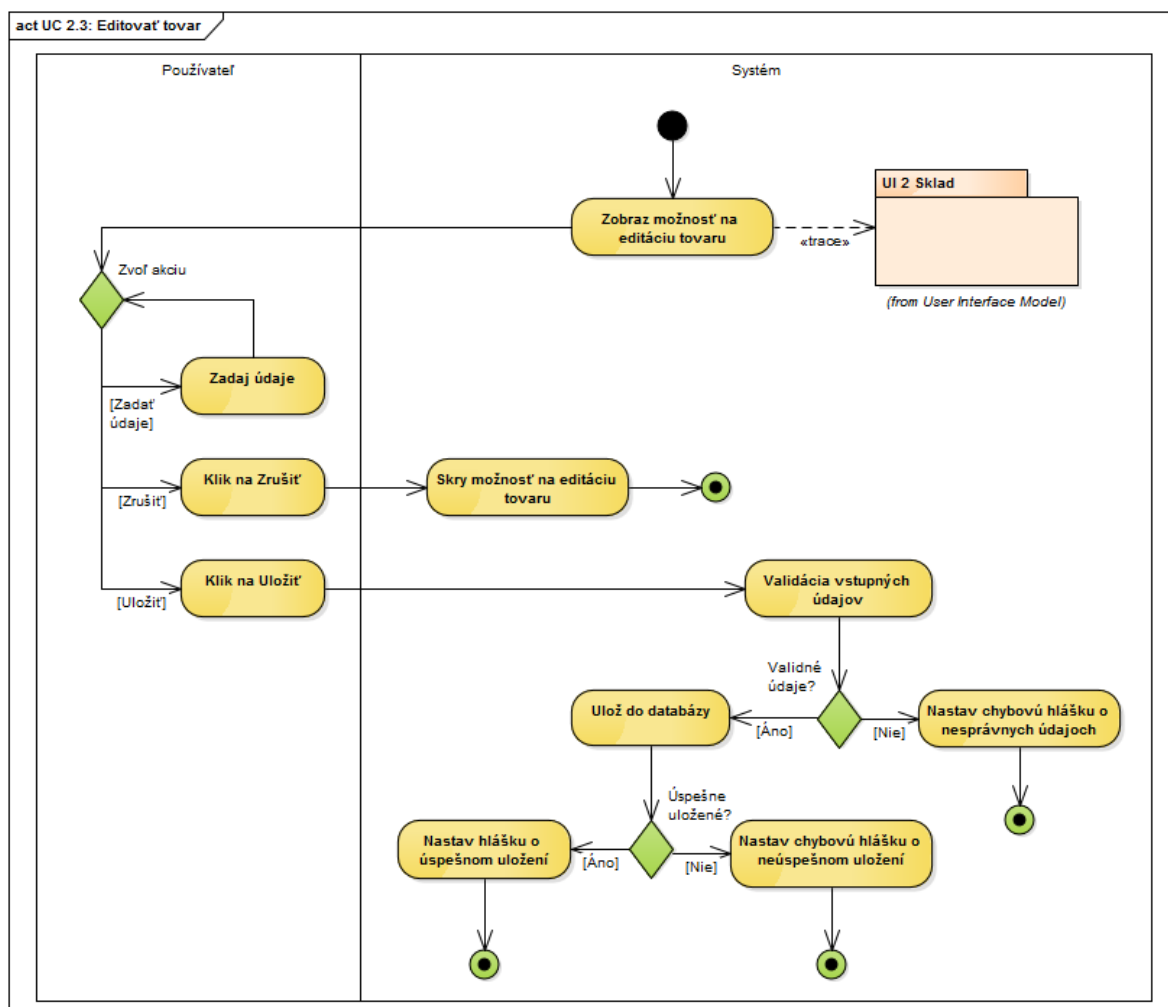 act UC 2.3: Editovať tovar
Používateľ
Systém
UI 2 Sklad
Zobraz možnosť na
editáciu tovaru
«trace»
(from User Interface Model)
Zvoľ akciu
Zadaj údaje
[Zadať
údaje]
Klik na Zrušiť
[Zrušiť]
Skry možnosť na editáciu
tovaru
Klik na Uložiť
[Uložiť]
Validácia vstupných
údajov
Validné
údaje?
Ulož do databázy
[Áno]
[Nie]
Nastav chybovú hlášku o
nesprávnych údajoch
Úspešne
uložené?
Nastav hlášku o
úspešnom uložení
[Áno]
[Nie]
Nastav chybovú hlášku o
neúspešnom uložení